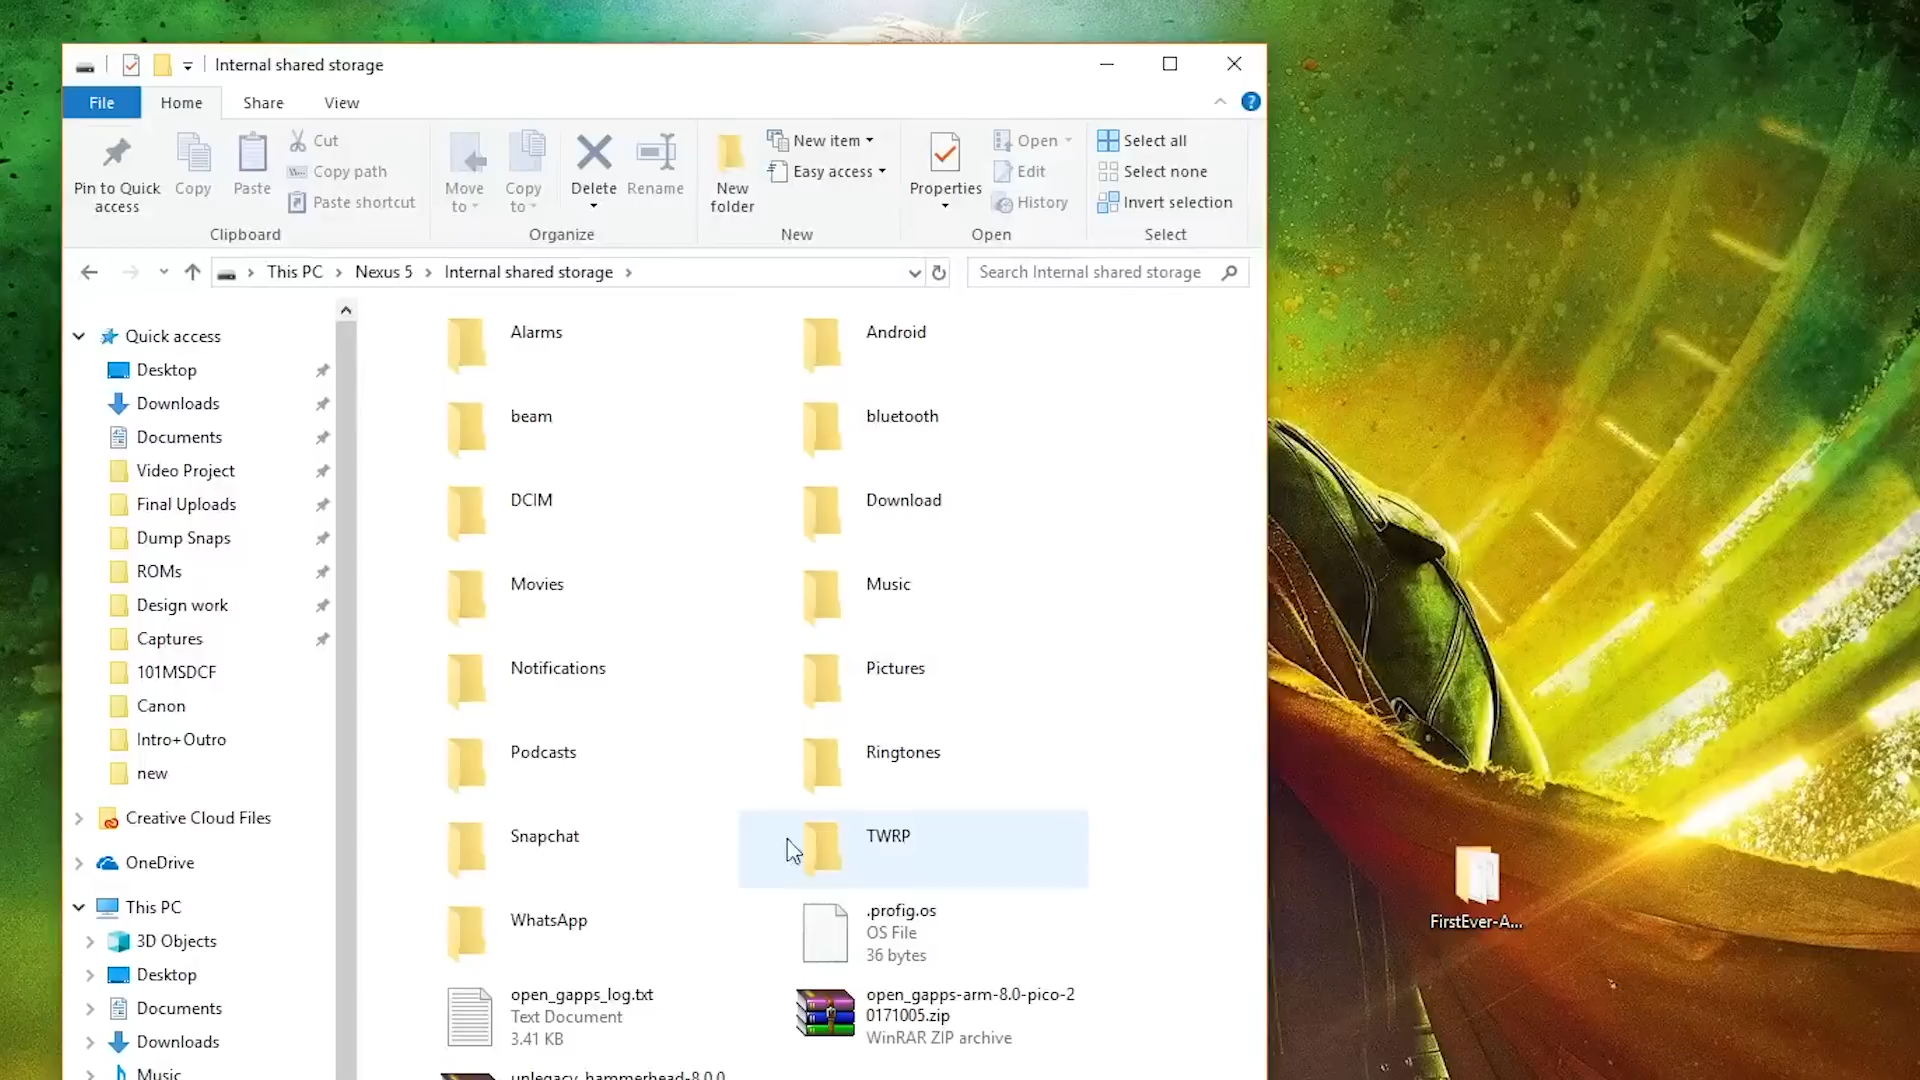 Internal shared storage
File
Home
Share
View
Pin to Quick
access
Copy
Paste
Cut
Copy path
Paste shortcut
Clipboard
Move
to
Copy
to
Delete
Rename
Organize
New
folder
New item
Easy access
New
Properties
Open
Edit
History
Open
Select all
Select none
Invert selection
Select
This PC
Nexus 5
Internal shared storage
Search Internal shared storage
Quick access
Desktop
Downloads
Documents
Video Project
Final Uploads
Dump Snaps
ROMs
Design work
Captures
101MSDCF
Canon
Intro+Outro
new
Creative Cloud Files
OneDrive
This PC
3D Objects
Desktop
Documents
Downloads
Music
Alarms
Android
beam
bluetooth
DCIM
Download
Movies
Music
Notifications
Pictures
Podcasts
Ringtones
Snapchat
TWRP
WhatsApp
.profig.os
OS File
36 bytes
open_gapps_log.txt
Text Document
3.41 KB
open_gapps-arm-8.0-pico-2
0171005.zip
WinRAR ZIP archive
unlegacy_hammerhead-8.0.0
FirstEver-A...